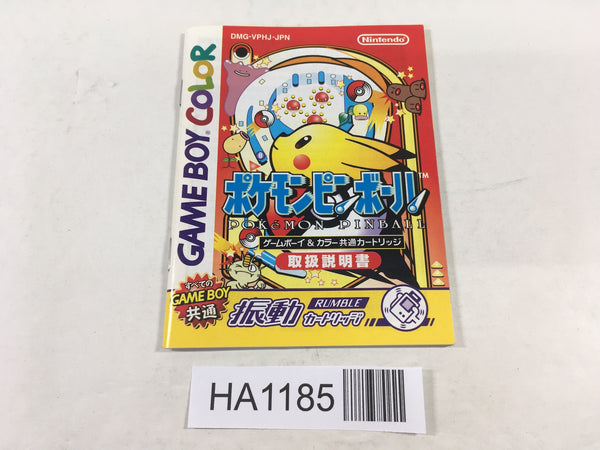 DMG-VPHJ-JPN
Nintendo
GAME BOY COLOR
ポケモンピンボール
TM
POKéMON PINBALL
ゲームボーイ&カラー共通カートリッジ
取扱説明書
すべての
GAME BOY
共通
振動
RUMBLE
カートリッジ
HA1185